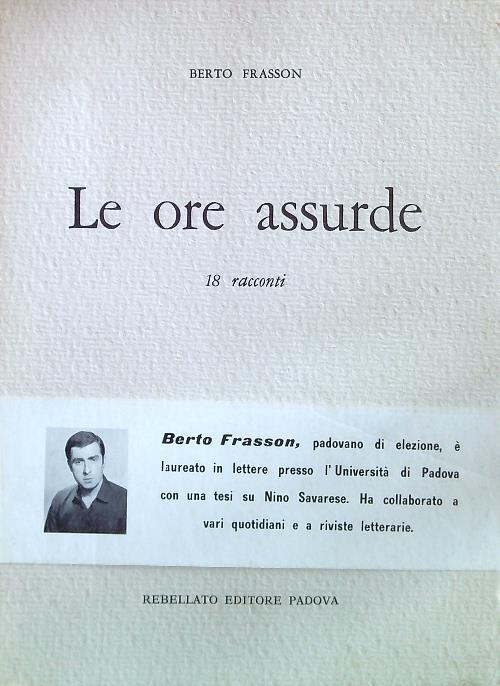 BERTO FRASSON
Le ore assurde
18 racconti
Berto Frasson, padovano di elezione, è
laureato in lettere presso l'Università di Padova
con una tesi su Nino Savarese. Ha collaborato a
vari quotidiani e a riviste letterarie.
REBELLATO EDITORE PADOVA